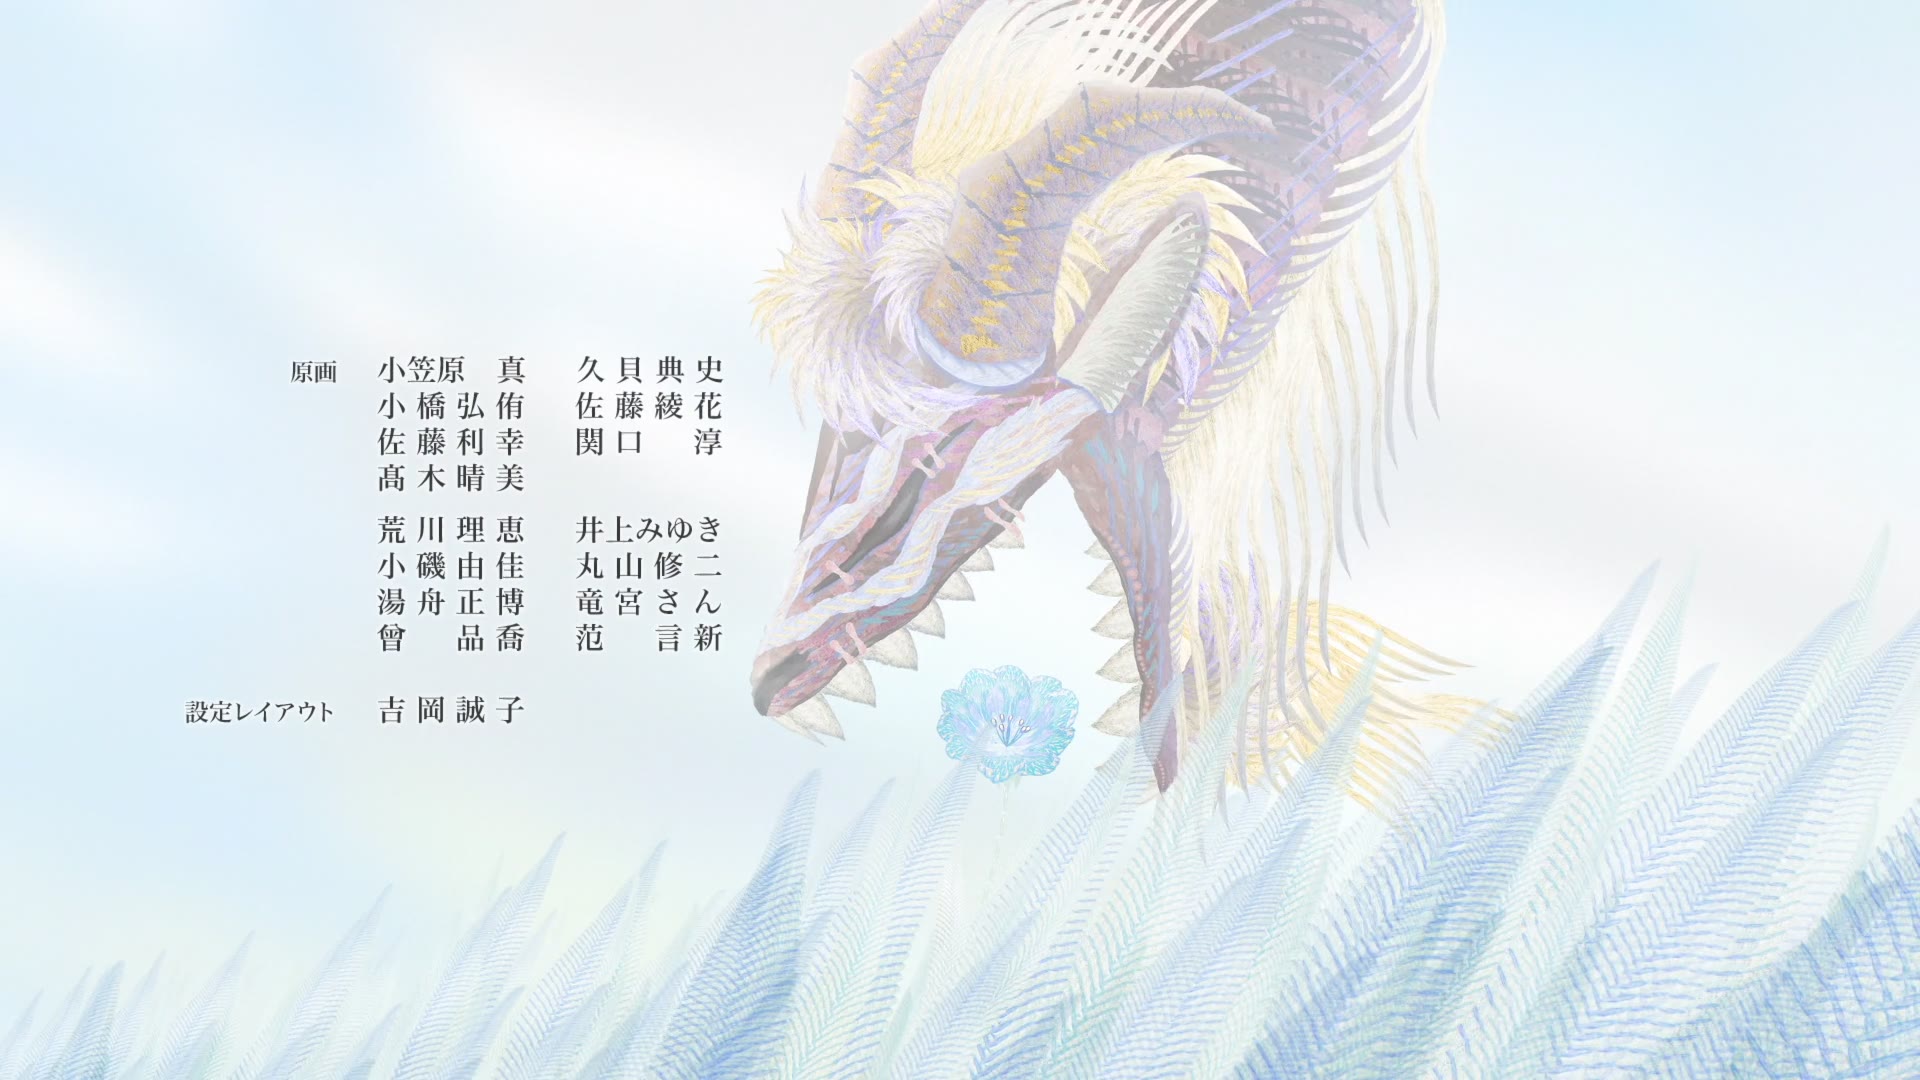 原画 小笠原 真 久貝典史
小橋弘侑 佐藤綾花
佐藤利幸 関口 淳
髙木晴美
荒川理恵 井上みゆき
小磯由佳 丸山修二
湯舟正博 竜宮さん
曾 品喬 范 言新
設定レイアウト 吉岡誠子